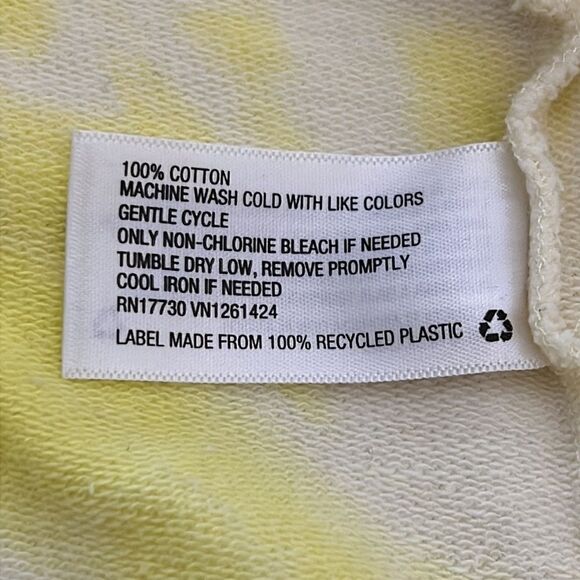 100% COTTON
MACHINE WASH COLD WITH LIKE COLORS
GENTLE CYCLE
ONLY NON-CHLORINE BLEACH IF NEEDED
TUMBLE DRY LOW, REMOVE PROMPTLY
COOL IRON IF NEEDED
RN17730 VN1261424
LABEL MADE FROM 100% RECYCLED PLASTIC